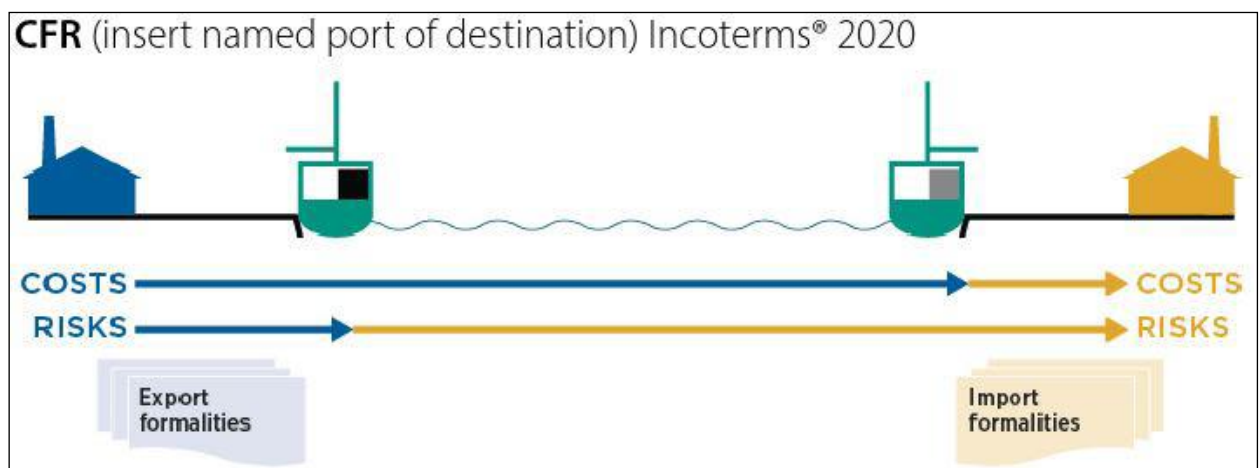 CFR (insert named port of destination) Incoterms® 2020
COSTS COSTS
RISKS RISKS
Export
formalities
Import
formalities